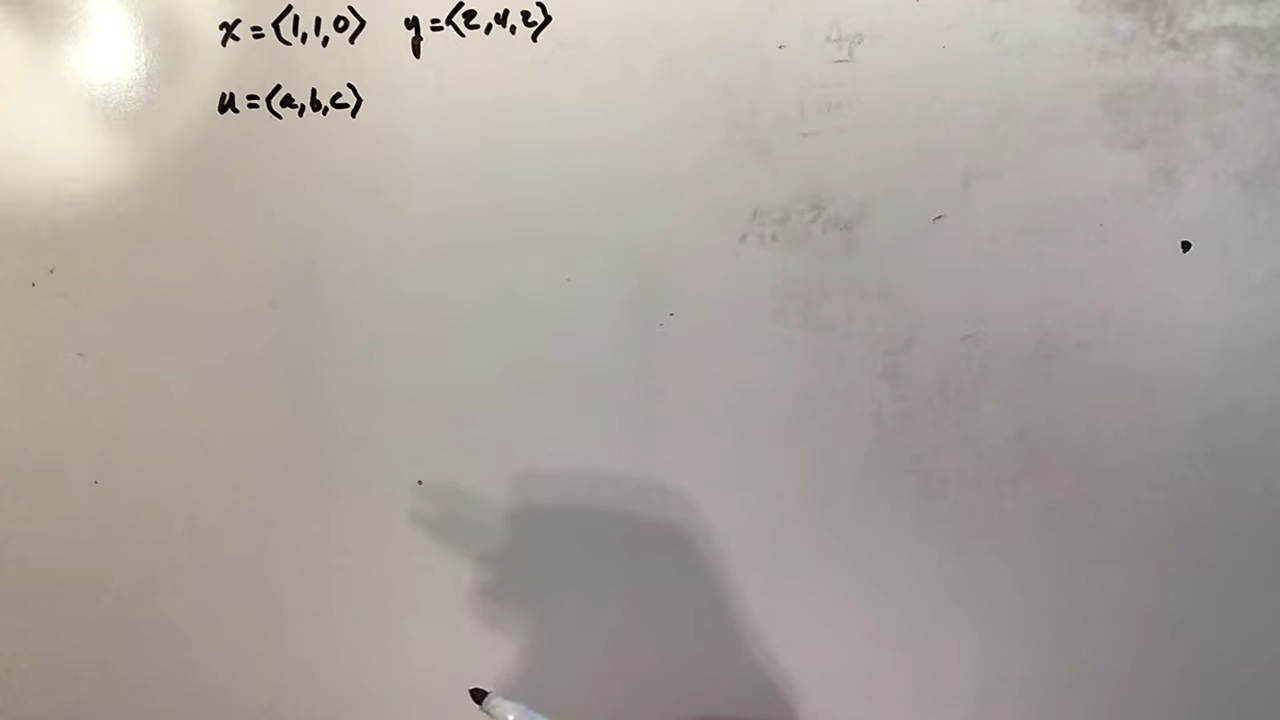 x = ⟨1,1,0⟩ y = ⟨2,4,2⟩
u = ⟨a,b,c⟩